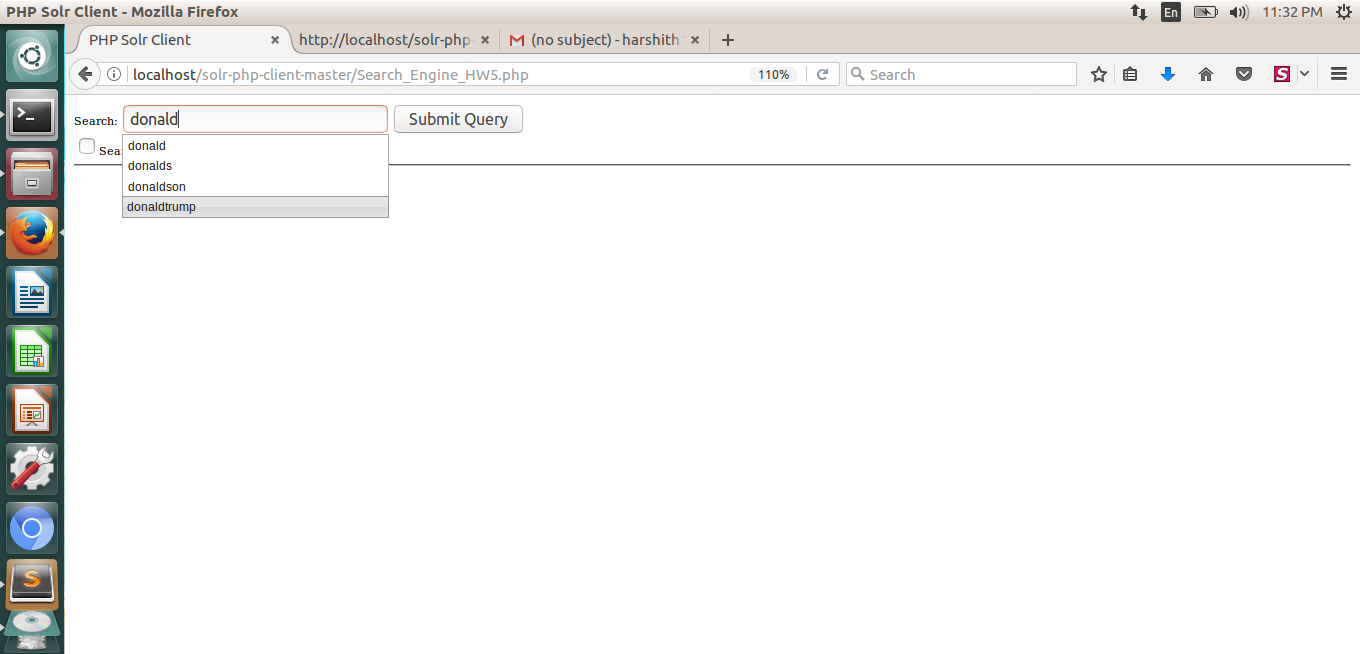 PHP Solr Client - Mozilla Firefox
En
11:32 PM
PHP Solr Client
http://localhost/solr-php-
(no subject) - harshith
localhost/solr-php-client-master/Search_Engine_HW5.php
110%
Search
Search:
donald
Submit Query
donald
Sea
donalds
donaldson
donaldtrump